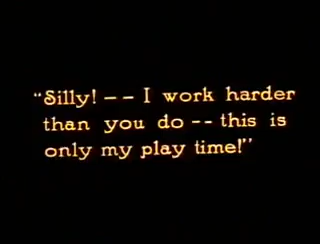 “Silly! -- I work harder
than you do -- this is
only my play time!”